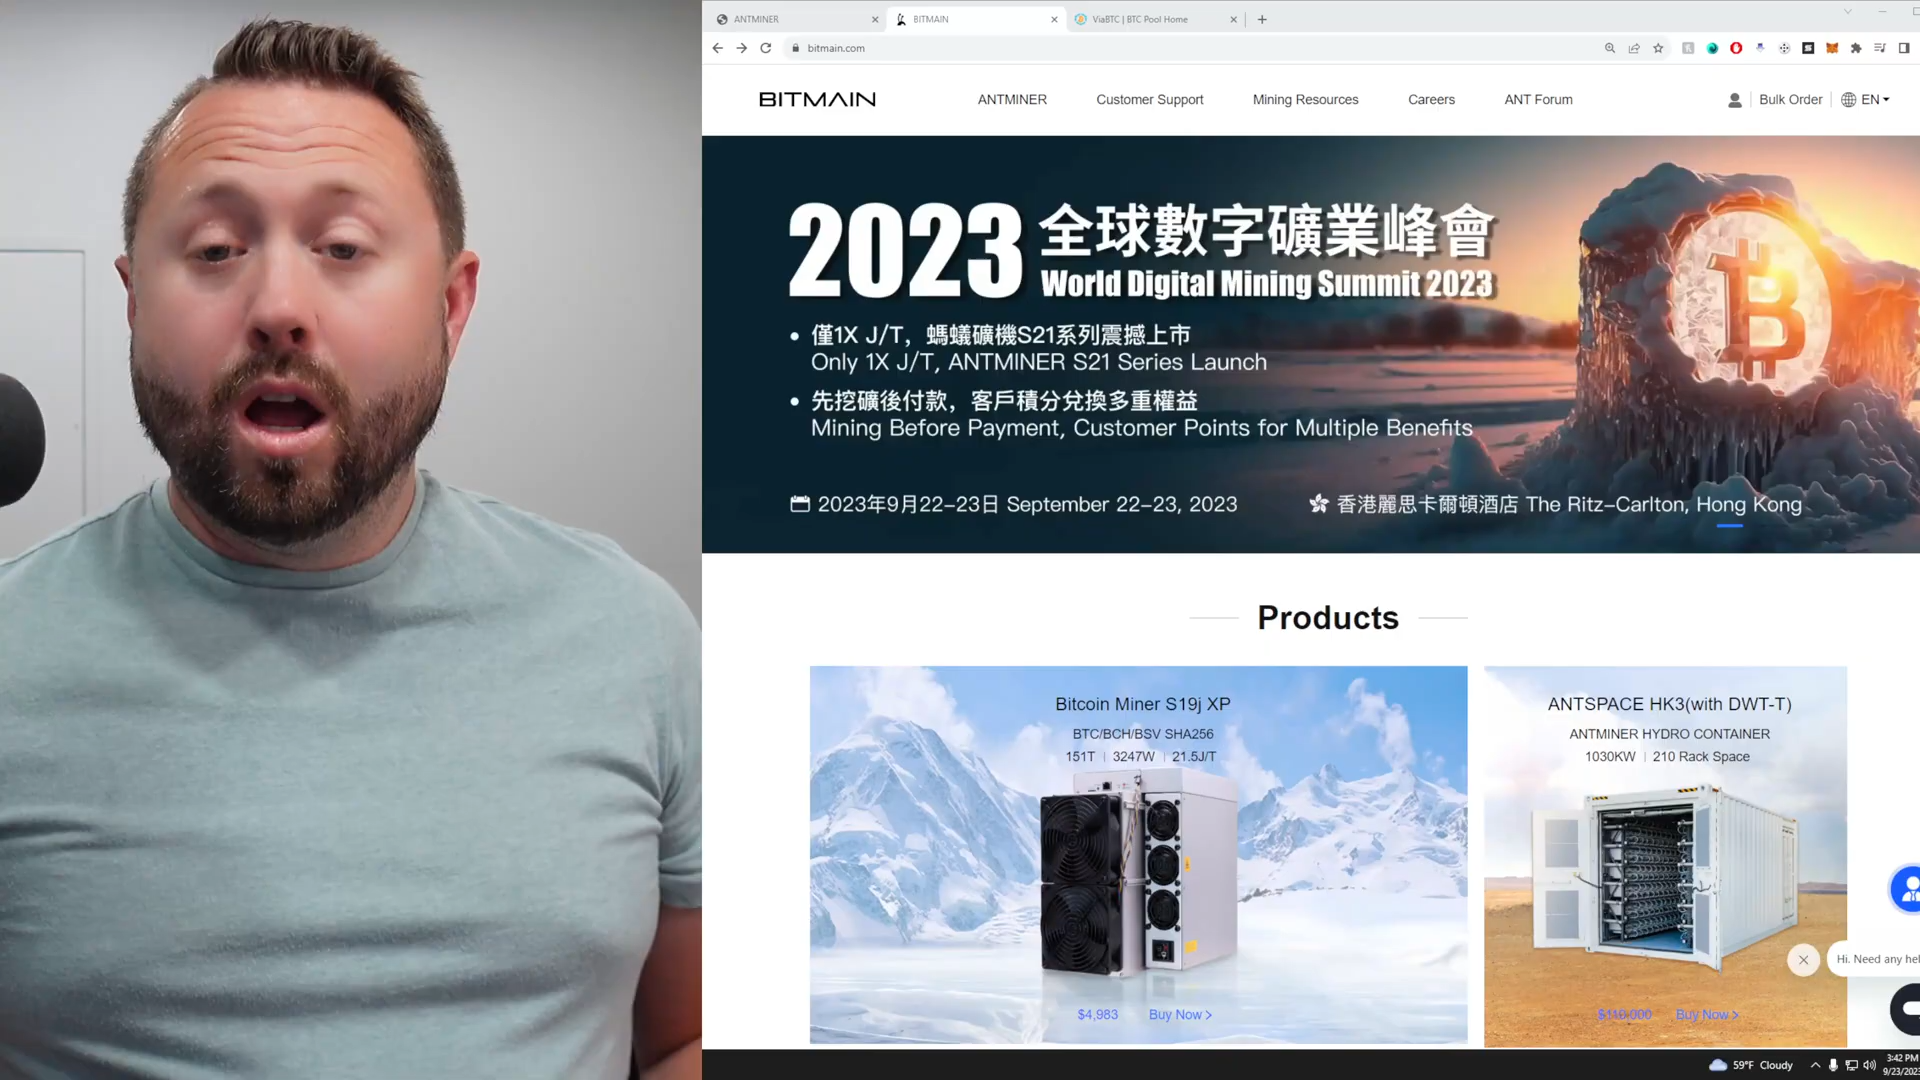 ANTMINER
BITMAIN
ViaBTC | BTC Pool Home
bitmain.com
BITMAIN
ANTMINER
Customer Support
Mining Resources
Careers
ANT Forum
Bulk Order
EN
2023 全球數字礦業峰會
World Digital Mining Summit 2023
• 僅1X J/T，螞蟻礦機S21系列震撼上市
Only 1X J/T, ANTMINER S21 Series Launch
• 先挖礦後付款，客戶積分兌換多重權益
Mining Before Payment, Customer Points for Multiple Benefits
2023年9月22-23日 September 22-23, 2023
香港麗思卡爾頓酒店 The Ritz-Carlton, Hong Kong
Products
Bitcoin Miner S19j XP
BTC/BCH/BSV SHA256
151T | 3247W | 21.5J/T
$4,983 Buy Now >
ANTSPACE HK3(with DWT-T)
ANTMINER HYDRO CONTAINER
1030KW | 210 Rack Space
$110,000 Buy Now >
Hi. Need any hel
59°F Cloudy
3:42 PM
9/23/202